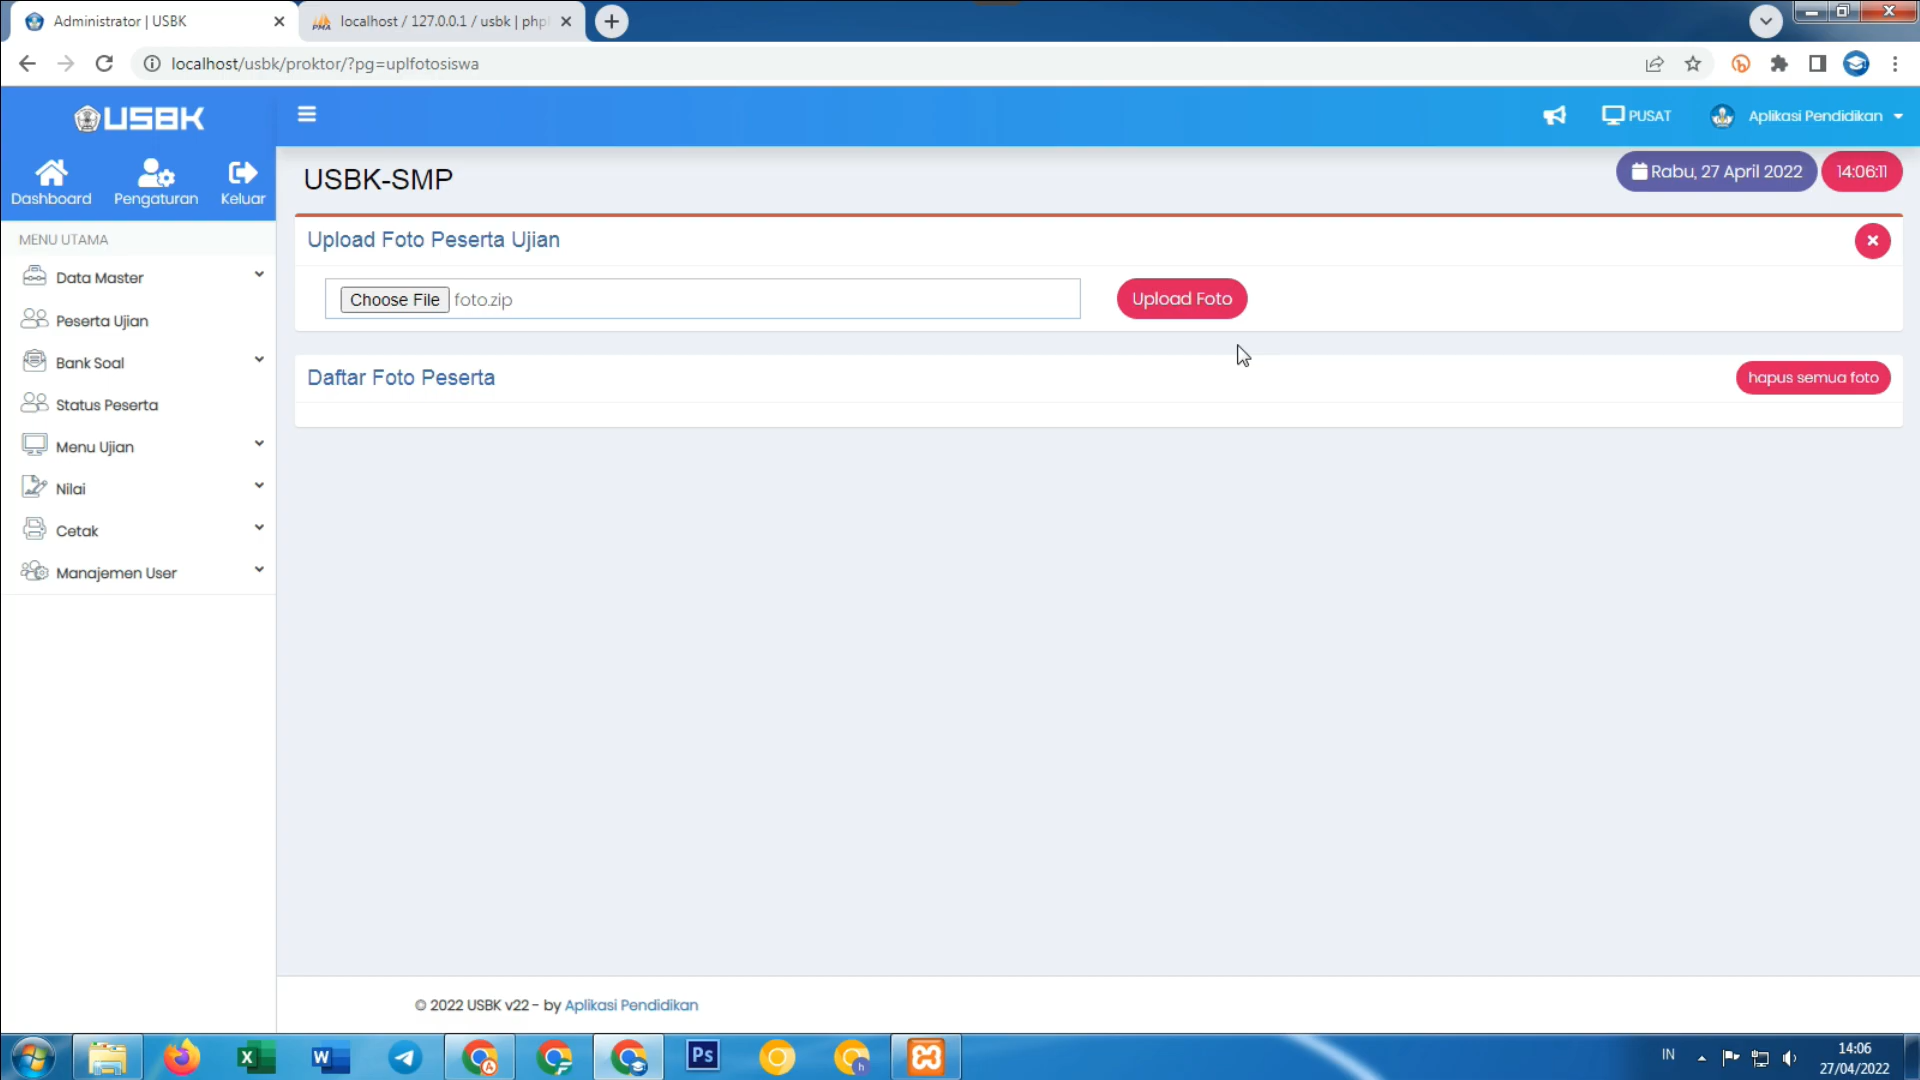 Administrator | USBK
localhost / 127.0.0.1 / usbk | php
localhost/usbk/proktor/?pg=uplfotosiswa
USBK
PUSAT
Aplikasi Pendidikan
Dashboard
Pengaturan
Keluar
USBK-SMP
Rabu, 27 April 2022
14:06:11
MENU UTAMA
Data Master
Peserta Ujian
Bank Soal
Status Peserta
Menu Ujian
Nilai
Cetak
Manajemen User
Upload Foto Peserta Ujian
Choose File foto.zip
Upload Foto
Daftar Foto Peserta
hapus semua foto
© 2022 USBK v22 - by Aplikasi Pendidikan
IN
14:06
27/04/2022